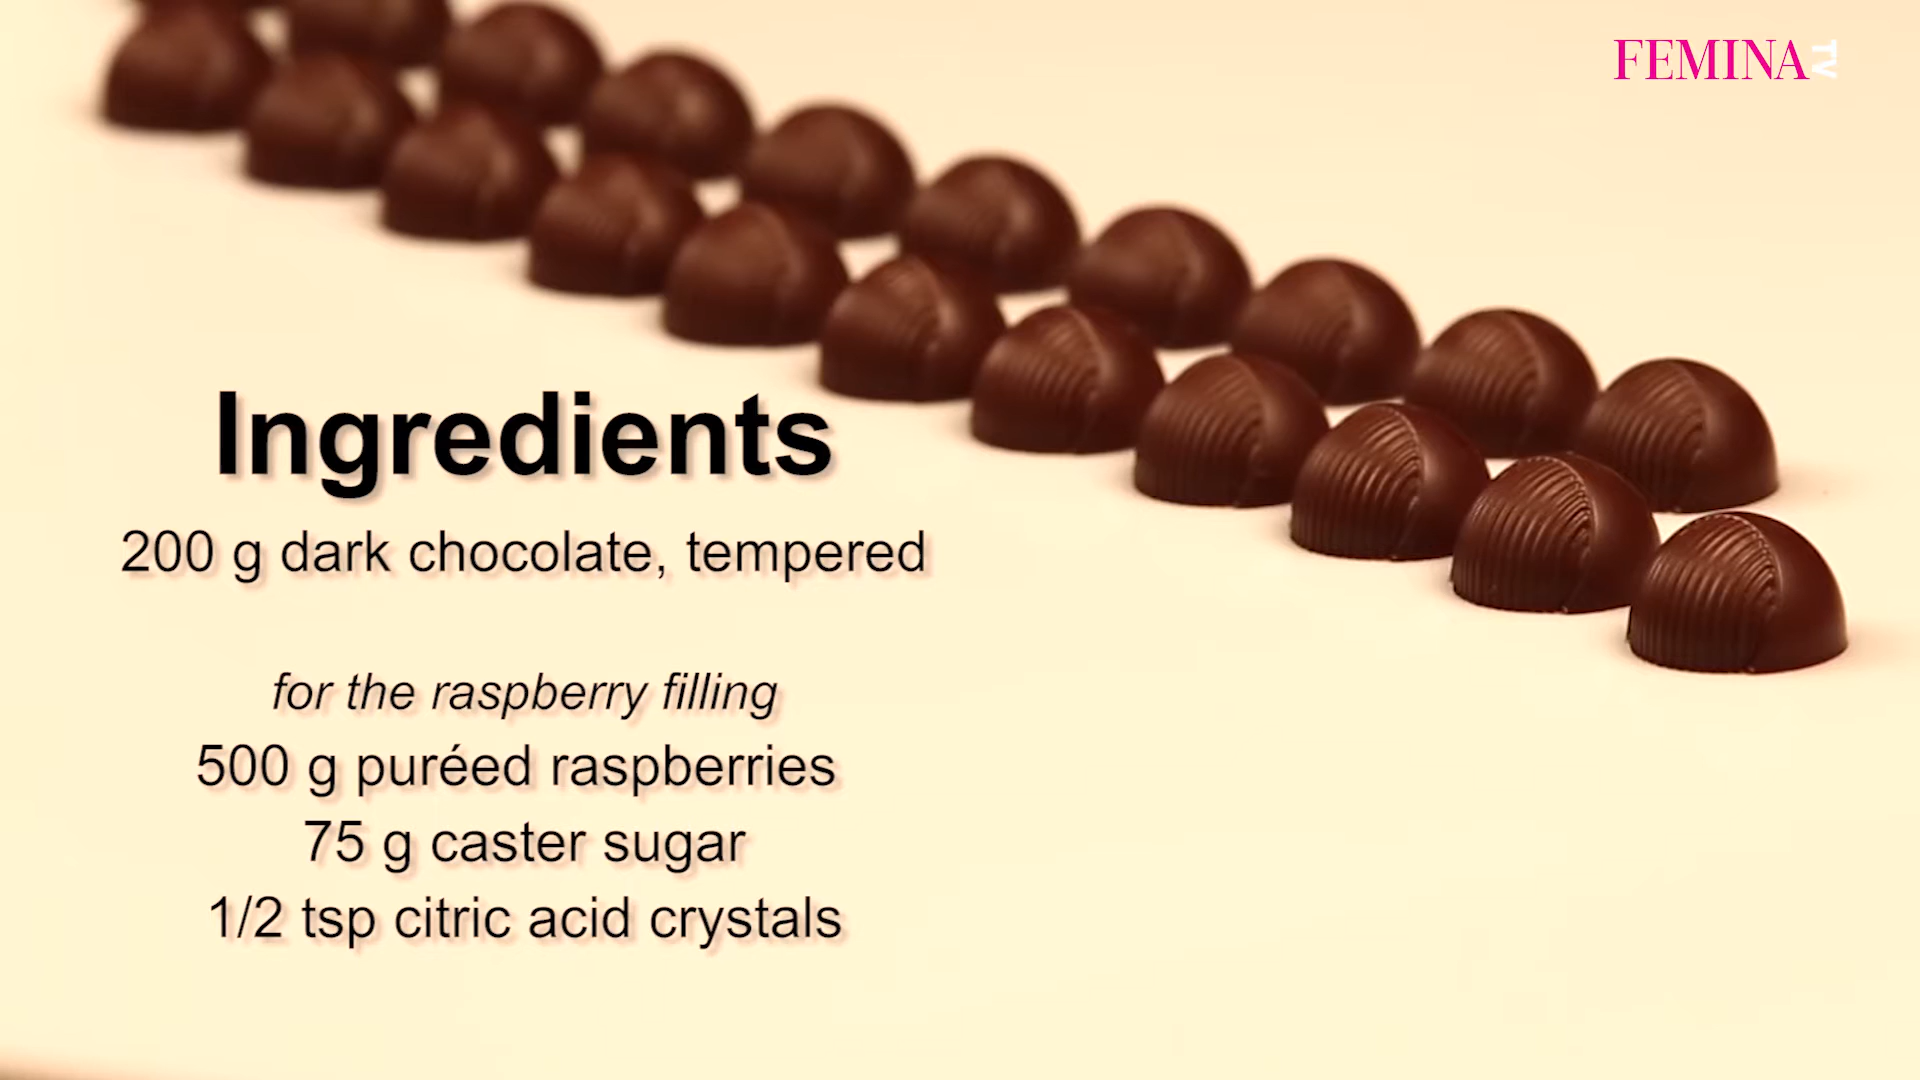 FEMINA TV
Ingredients
200 g dark chocolate, tempered
for the raspberry filling
500 g puréed raspberries
75 g caster sugar
1/2 tsp citric acid crystals